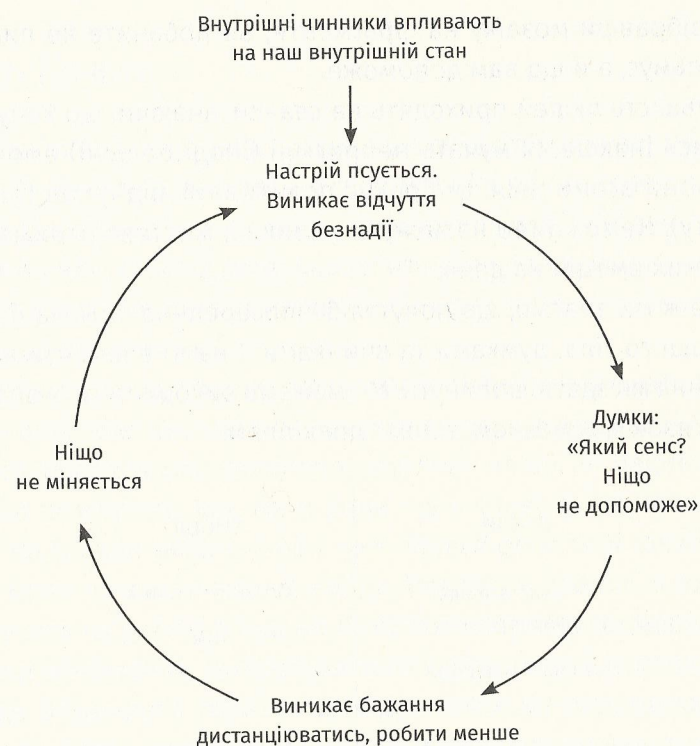 Внутрішні чинники впливають
на наш внутрішній стан
Настрій псується.
Виникає відчуття
безнадії
Думки:
«Який сенс?
Ніщо
не допоможе»
Ніщо
не міняється
Виникає бажання
дистанціюватись, робити менше